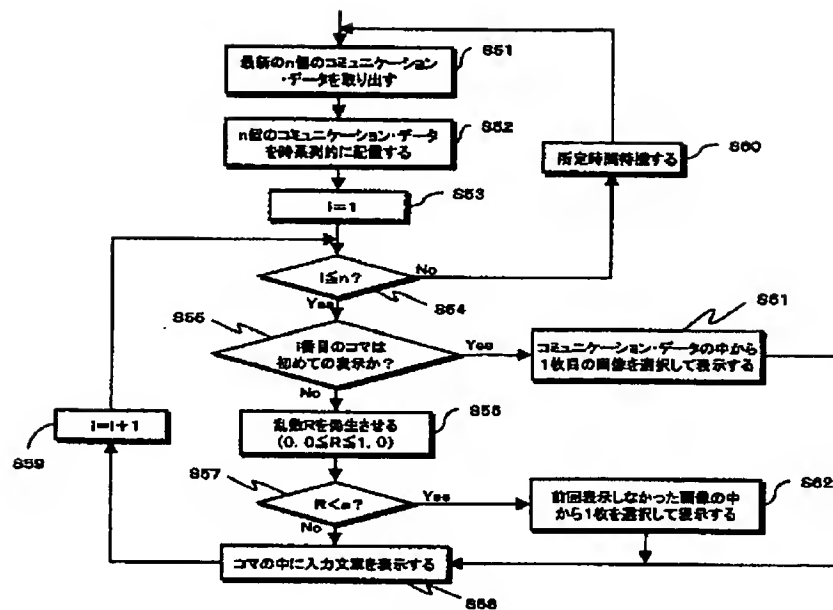 最新のn個のコミュニケーション
・データを取り出す
S51
n個のコミュニケーション・データ
を時系列的に配置する
S52
所定時間待機する
S60
i=1
S53
i≦n?
No
Yes
S54
S55
i番目のコマは
初めての表示か?
Yes
No
コミュニケーション・データの中から
1枚目の画像を選択して表示する
S61
i=i+1
S59
乱数Rを発生させる
(0.0≦R≦1.0)
S56
S57
R<a?
Yes
No
前回表示しなかった画像の中
から1枚を選択して表示する
S62
コマの中に入力文章を表示する
S58